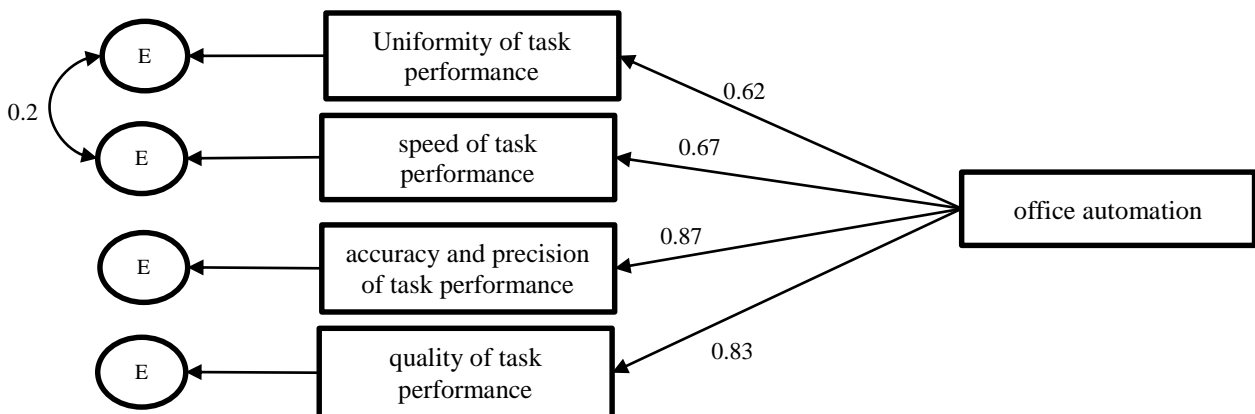 E
Uniformity of task
performance
0.62
0.2
E
speed of task
performance
0.67
office automation
E
accuracy and precision
of task performance
0.87
E
quality of task
performance
0.83